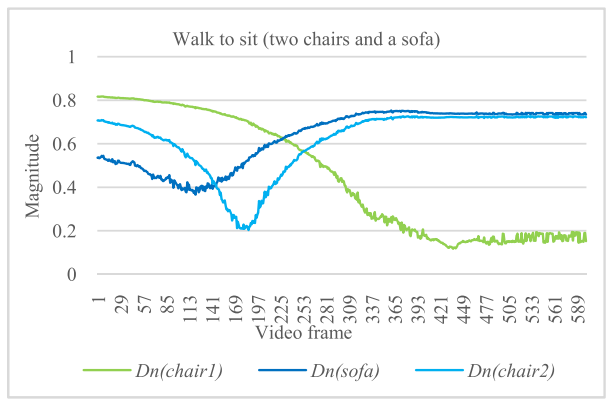 Walk to sit (two chairs and a sofa)
1
0.8
0.6
0.4
0.2
0
Magnitude
1 29 57 85 113 141 169 197 225 253 281 309 337 365 393 421 449 477 505 533 561 589
Video frame
Dn(chair1) Dn(sofa) Dn(chair2)